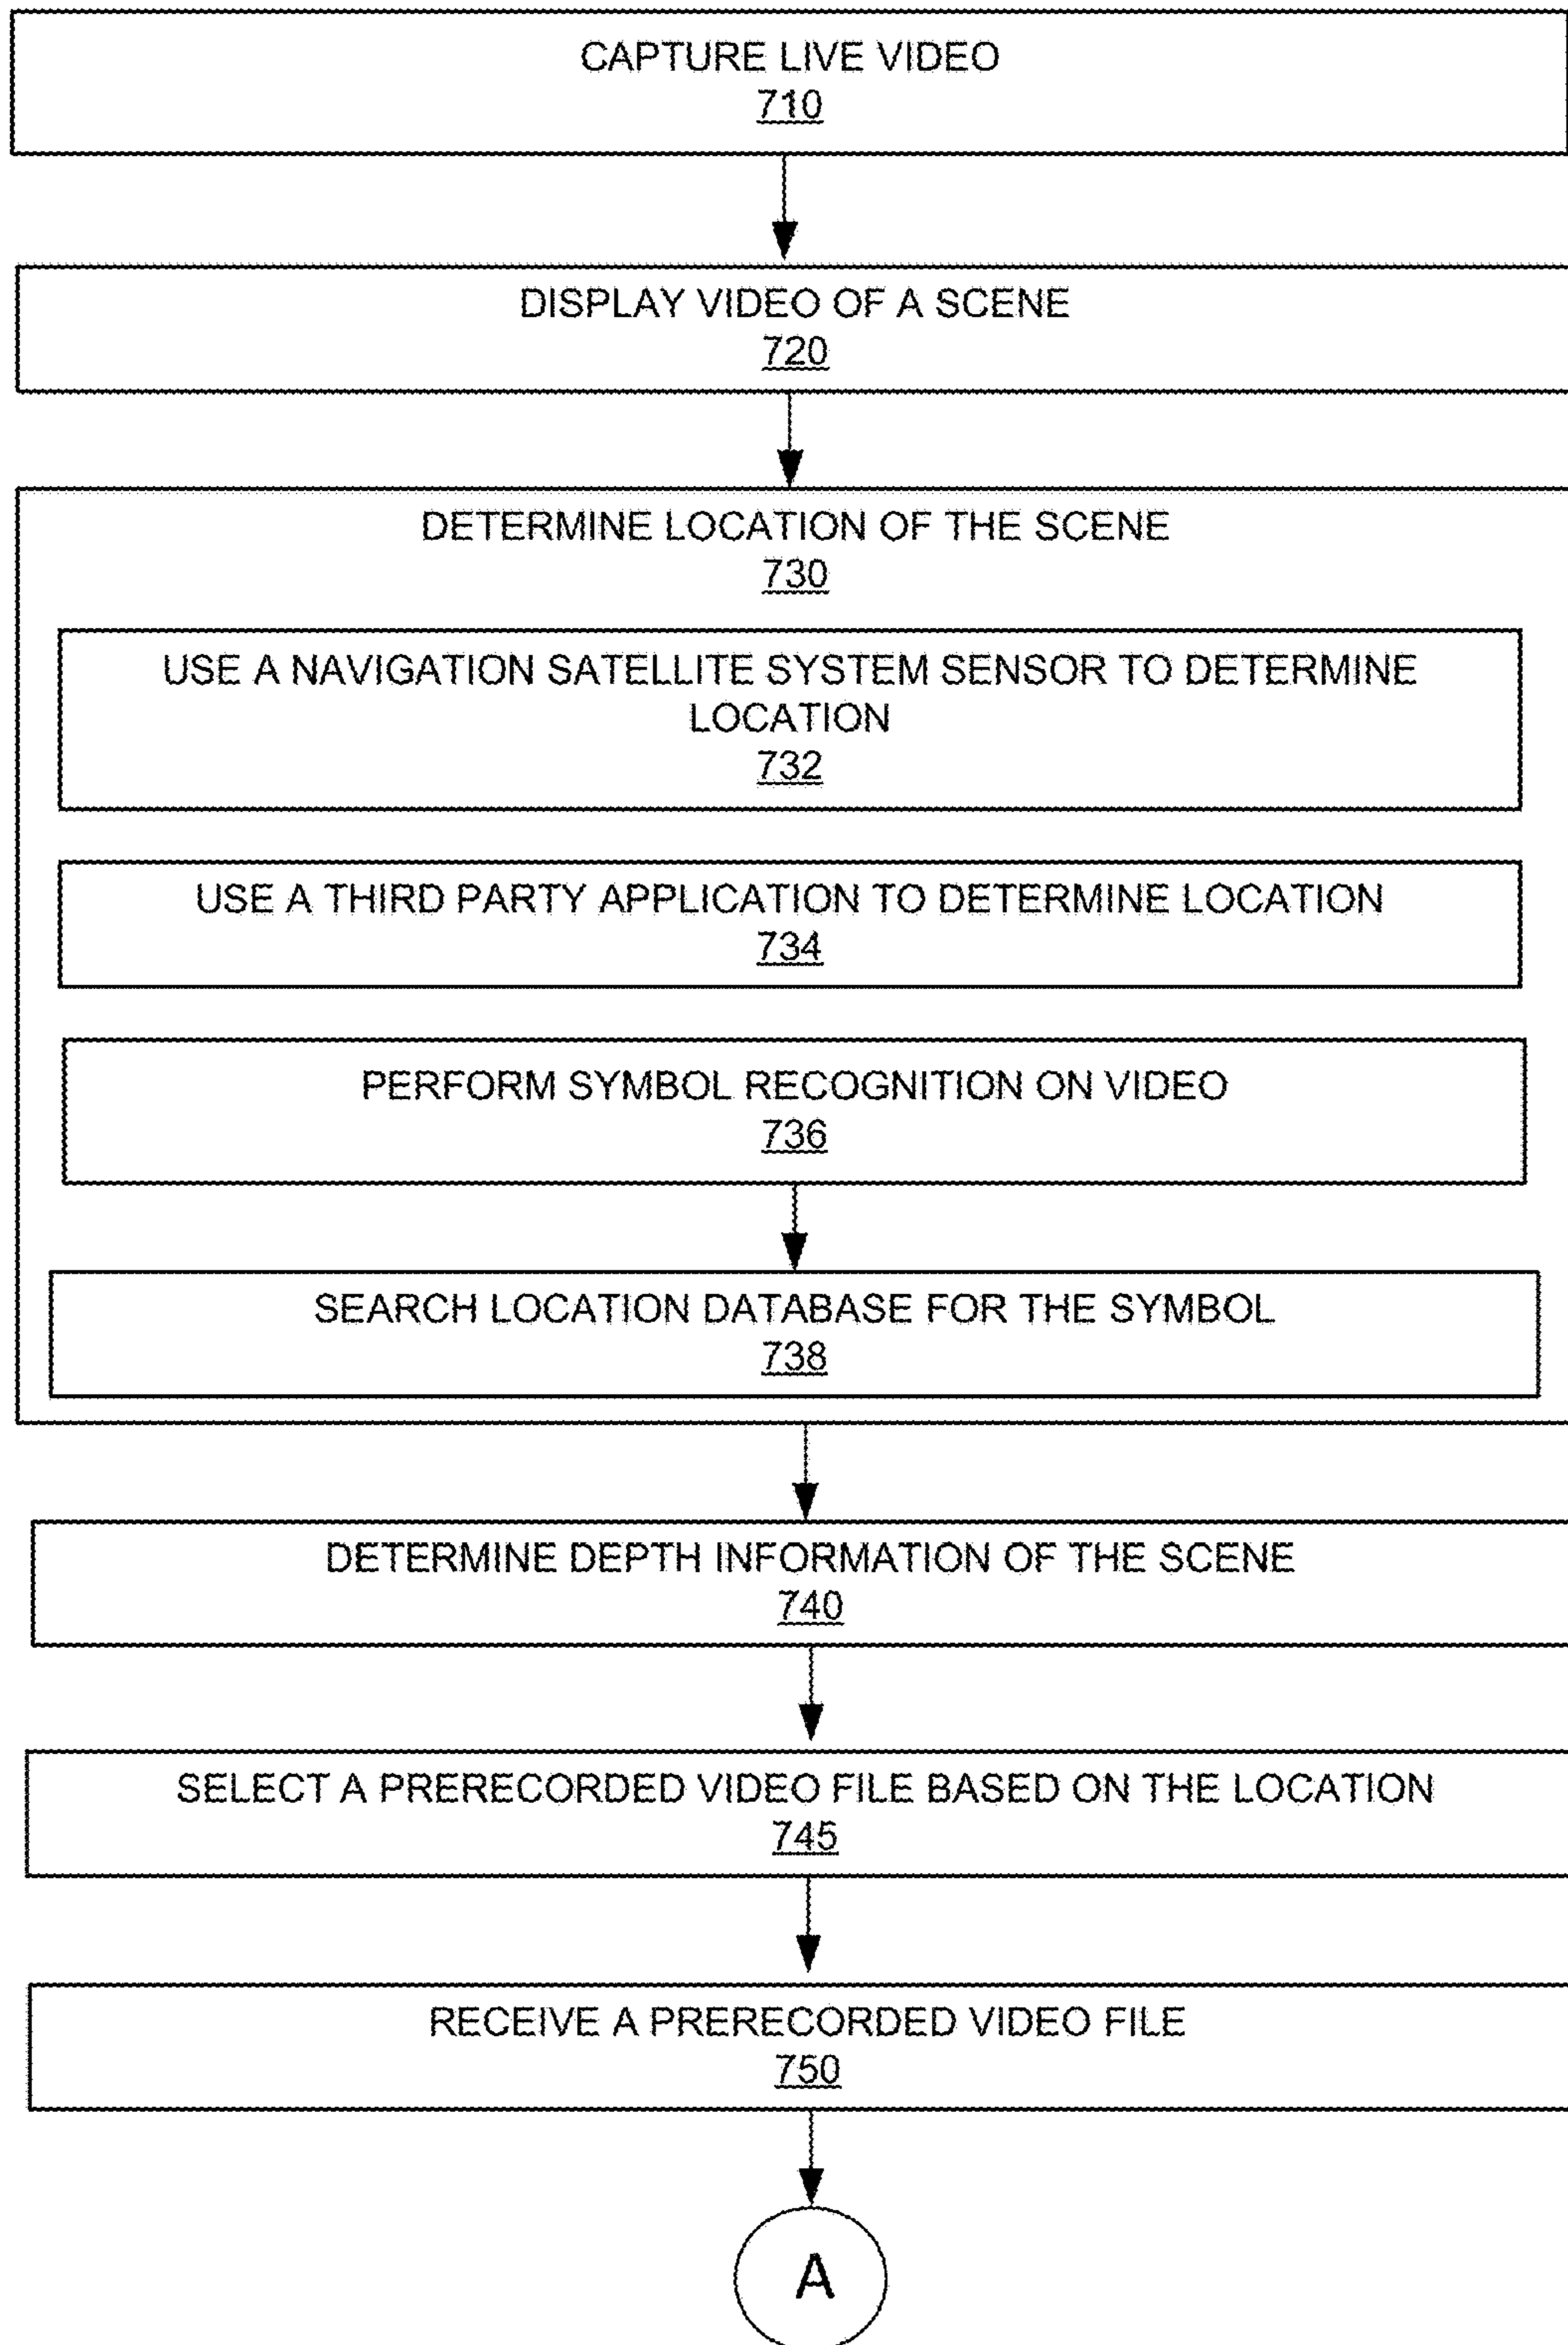 CAPTURE LIVE VIDEO
710
DISPLAY VIDEO OF A SCENE
720
DETERMINE LOCATION OF THE SCENE
730
USE A NAVIGATION SATELLITE SYSTEM SENSOR TO DETERMINE
LOCATION
732
USE A THIRD PARTY APPLICATION TO DETERMINE LOCATION
734
PERFORM SYMBOL RECOGNITION ON VIDEO
736
SEARCH LOCATION DATABASE FOR THE SYMBOL
738
DETERMINE DEPTH INFORMATION OF THE SCENE
740
SELECT A PRERECORDED VIDEO FILE BASED ON THE LOCATION
745
RECEIVE A PRERECORDED VIDEO FILE
750
A